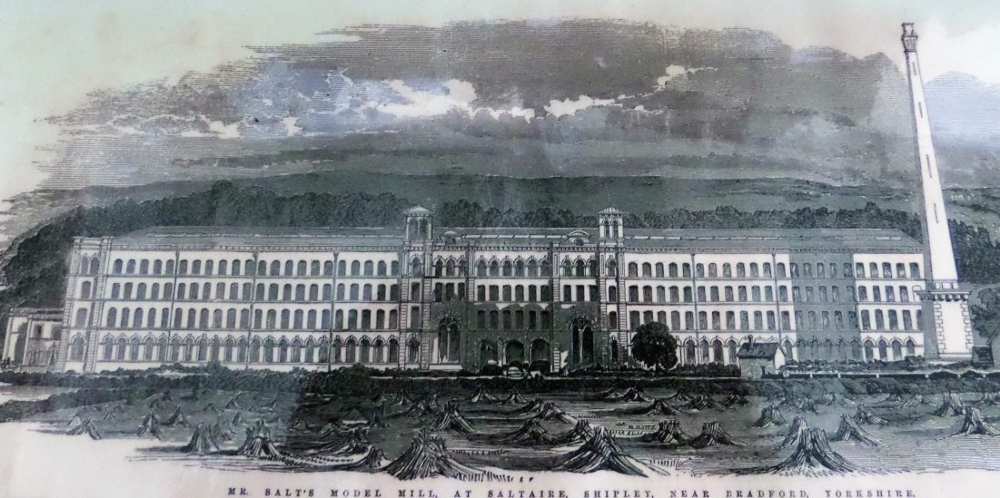 MR. SALT'S MODEL MILL, AT SALTAIRE, SHIPLEY, NEAR BRADFORD, YORKSHIRE.